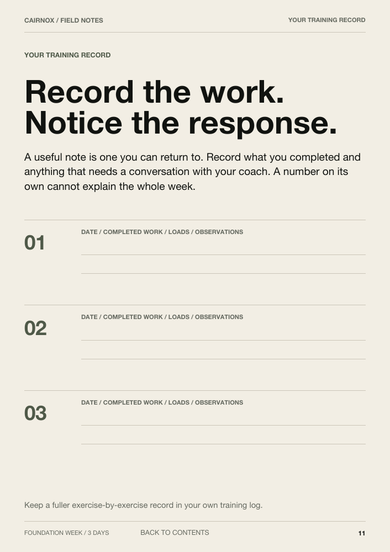 CAIRNOX / FIELD NOTES
YOUR TRAINING RECORD
YOUR TRAINING RECORD
Record the work.
Notice the response.
A useful note is one you can return to. Record what you completed and
anything that needs a conversation with your coach. A number on its
own cannot explain the whole week.
01
DATE / COMPLETED WORK / LOADS / OBSERVATIONS
02
DATE / COMPLETED WORK / LOADS / OBSERVATIONS
03
DATE / COMPLETED WORK / LOADS / OBSERVATIONS
Keep a fuller exercise-by-exercise record in your own training log.
FOUNDATION WEEK / 3 DAYS
BACK TO CONTENTS
11